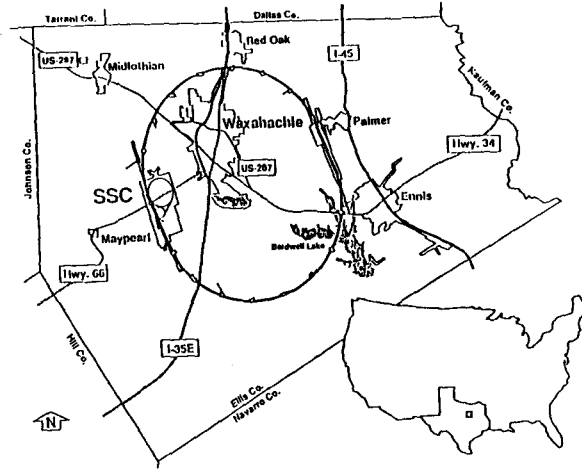 Tarrant Co.
Dallas Co.
Red Oak
US-287
Midlothian
I-45
Kaufman Co.
Waxahachie
Palmer
Hwy. 34
Johnson Co.
US-287
SSC
Ennis
Maypearl
Bardwell Lake
Hwy. 66
I-35E
Hill Co.
Ellis Co.
Navarro Co.
N